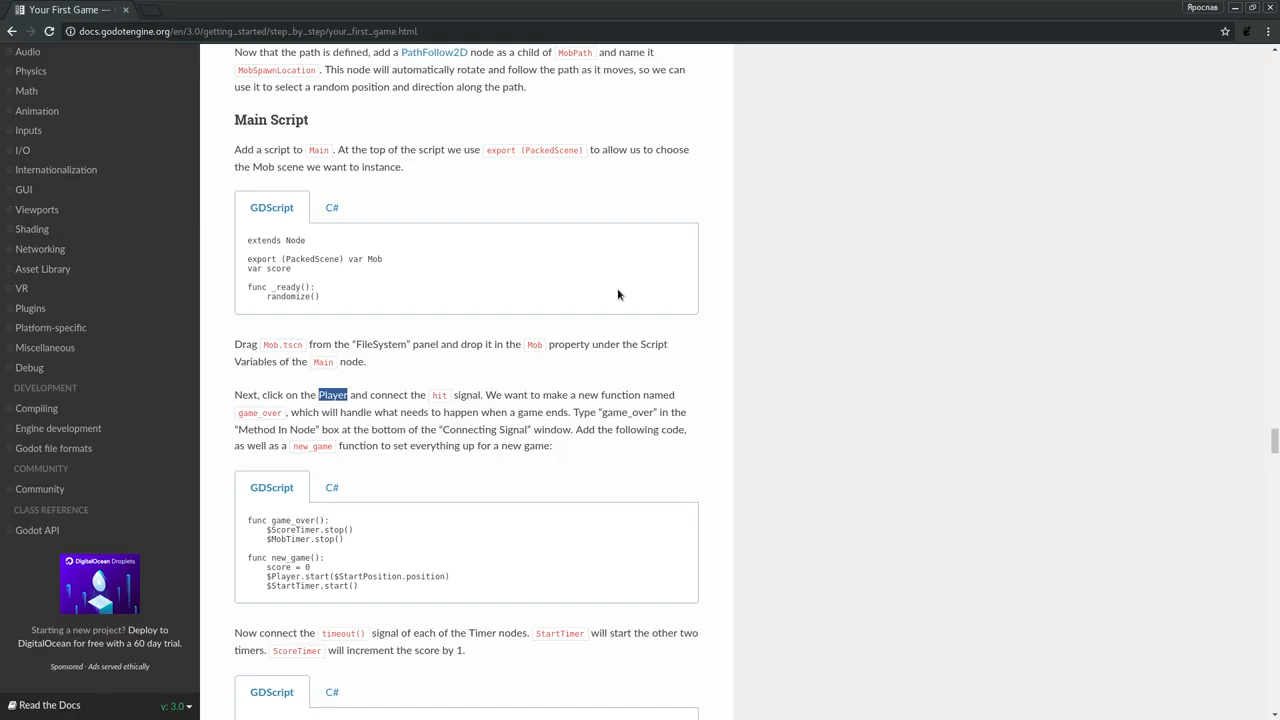 Your First Game —
Ярослав
docs.godotengine.org/en/3.0/getting_started/step_by_step/your_first_game.html
Audio
Physics
Math
Animation
Inputs
I/O
Internationalization
GUI
Viewports
Shading
Networking
Asset Library
VR
Plugins
Platform-specific
Miscellaneous
Debug
DEVELOPMENT
Compiling
Engine development
Godot file formats
COMMUNITY
Community
CLASS REFERENCE
Godot API
DigitalOcean Droplets
Starting a new project? Deploy to
DigitalOcean for free with a 60 day trial.
Sponsored · Ads served ethically
Read the Docs
v: 3.0
Now that the path is defined, add a PathFollow2D node as a child of MobPath and name it
MobSpawnLocation . This node will automatically rotate and follow the path as it moves, so we can
use it to select a random position and direction along the path.
Main Script
Add a script to Main . At the top of the script we use export (PackedScene) to allow us to choose
the Mob scene we want to instance.
GDScript C#
extends Node
export (PackedScene) var Mob
var score
func _ready():
randomize()
Drag Mob.tscn from the “FileSystem” panel and drop it in the Mob property under the Script
Variables of the Main node.
Next, click on the Player and connect the hit signal. We want to make a new function named
game_over , which will handle what needs to happen when a game ends. Type “game_over” in the
“Method In Node” box at the bottom of the “Connecting Signal” window. Add the following code,
as well as a new_game function to set everything up for a new game:
GDScript C#
func game_over():
$ScoreTimer.stop()
$MobTimer.stop()
func new_game():
score = 0
$Player.start($StartPosition.position)
$StartTimer.start()
Now connect the timeout() signal of each of the Timer nodes. StartTimer will start the other two
timers. ScoreTimer will increment the score by 1.
GDScript C#